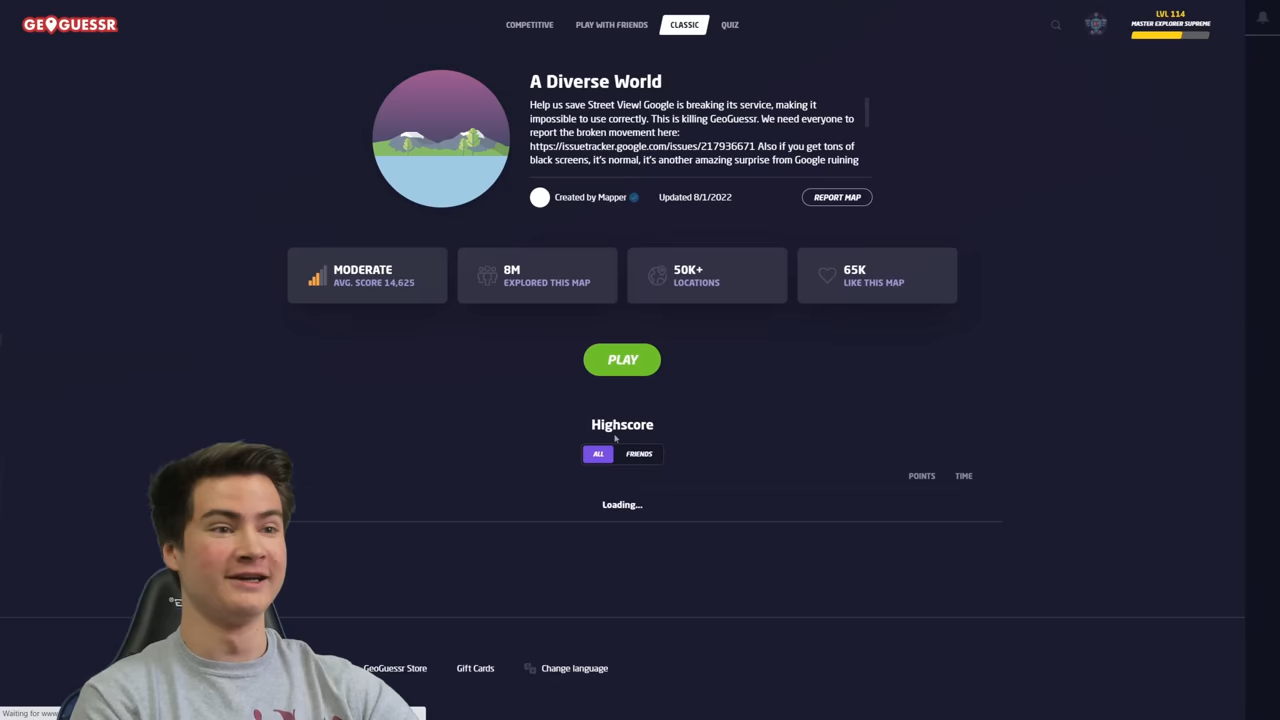 GEOGUESSR
COMPETITIVE
PLAY WITH FRIENDS
CLASSIC
QUIZ
LVL 114
MASTER EXPLORER SUPREME
A Diverse World
Help us save Street View! Google is breaking its service, making it
impossible to use correctly. This is killing GeoGuessr. We need everyone to
report the broken movement here:
https://issuetracker.google.com/issues/217936671 Also if you get tons of
black screens, it's normal, it's another amazing surprise from Google ruining
Created by Mapper
Updated 8/1/2022
REPORT MAP
MODERATE
AVG. SCORE 14,625
8M
EXPLORED THIS MAP
50K+
LOCATIONS
65K
LIKE THIS MAP
PLAY
Highscore
ALL
FRIENDS
POINTS
TIME
Loading...
GeoGuessr Store
Gift Cards
Change language
Waiting for www